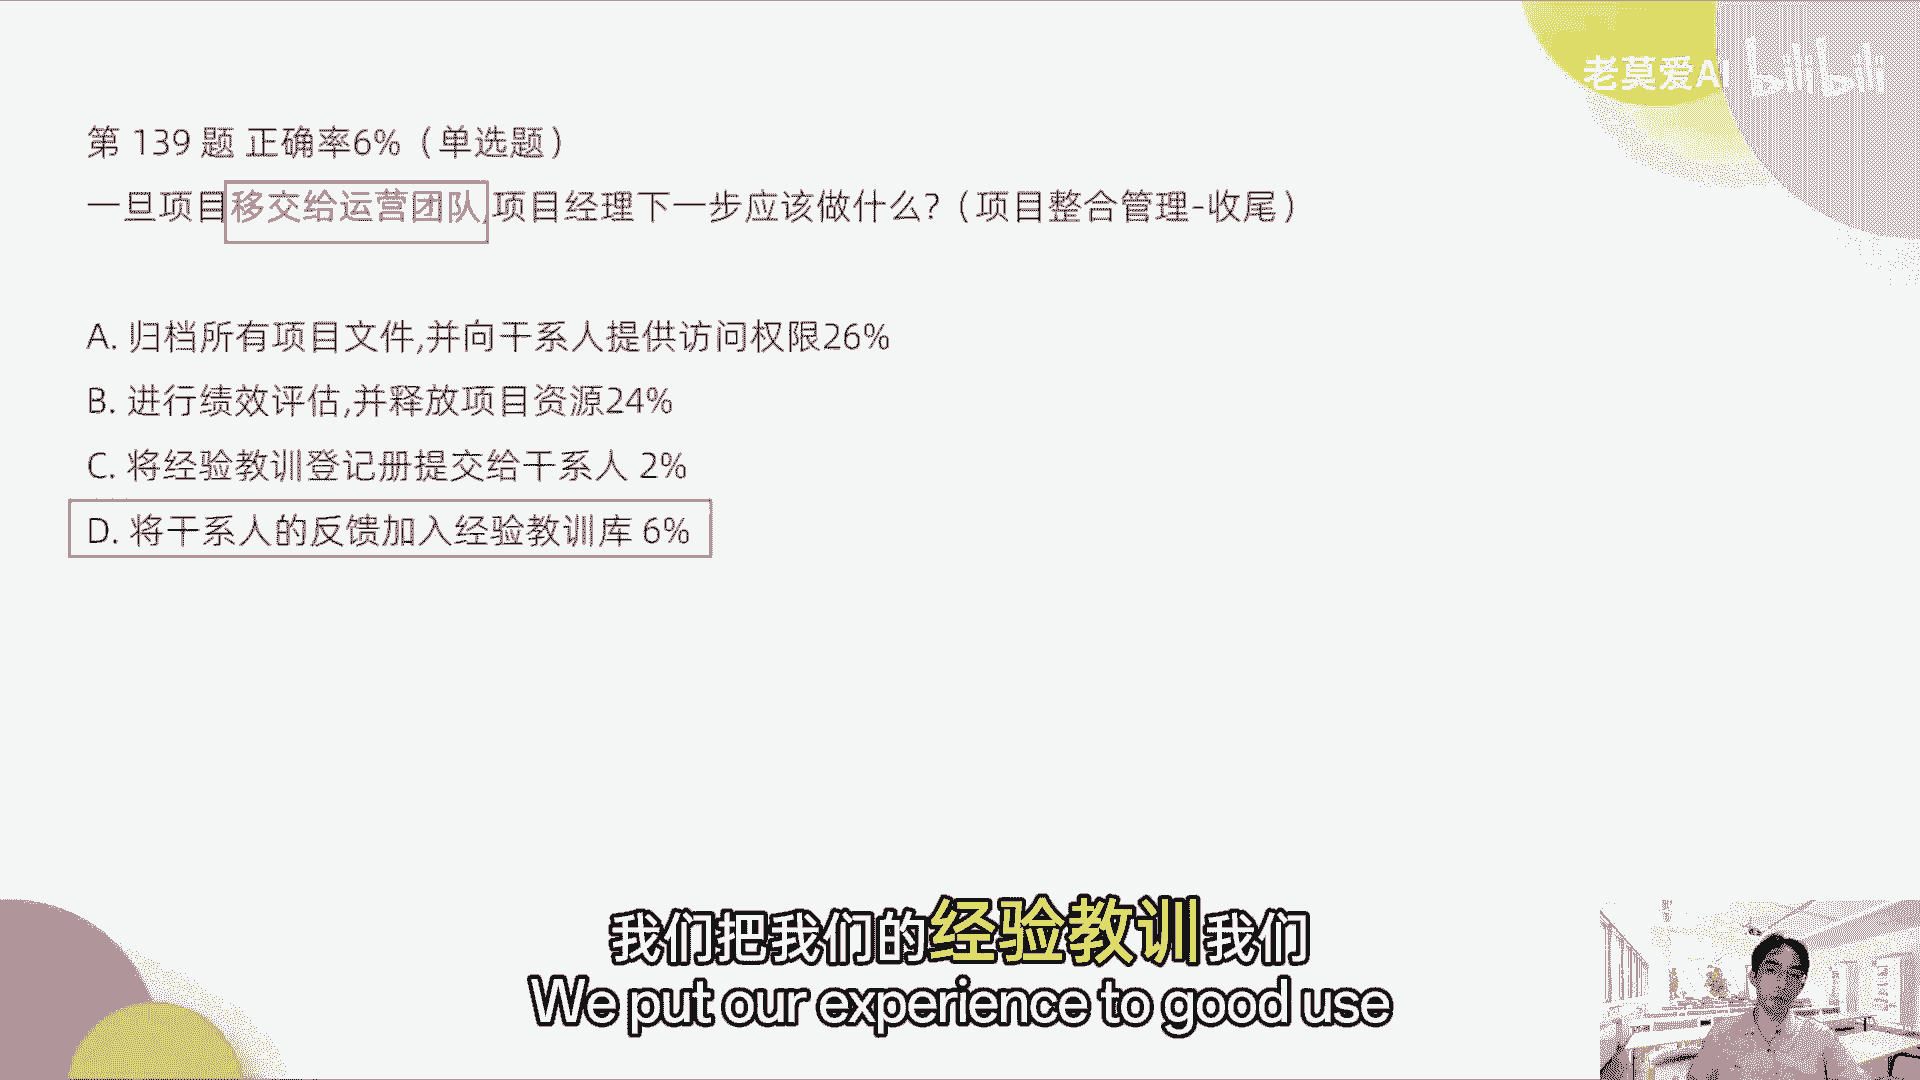 老莫爱AI bilibili
第 139 题 正确率6%（单选题）
一旦项目移交给运营团队,项目经理下一步应该做什么?（项目整合管理-收尾）
A. 归档所有项目文件,并向干系人提供访问权限26%
B. 进行绩效评估,并释放项目资源24%
C. 将经验教训登记册提交给干系人 2%
D. 将干系人的反馈加入经验教训库 6%
我们把我们的经验教训我们
We put our experience to good use